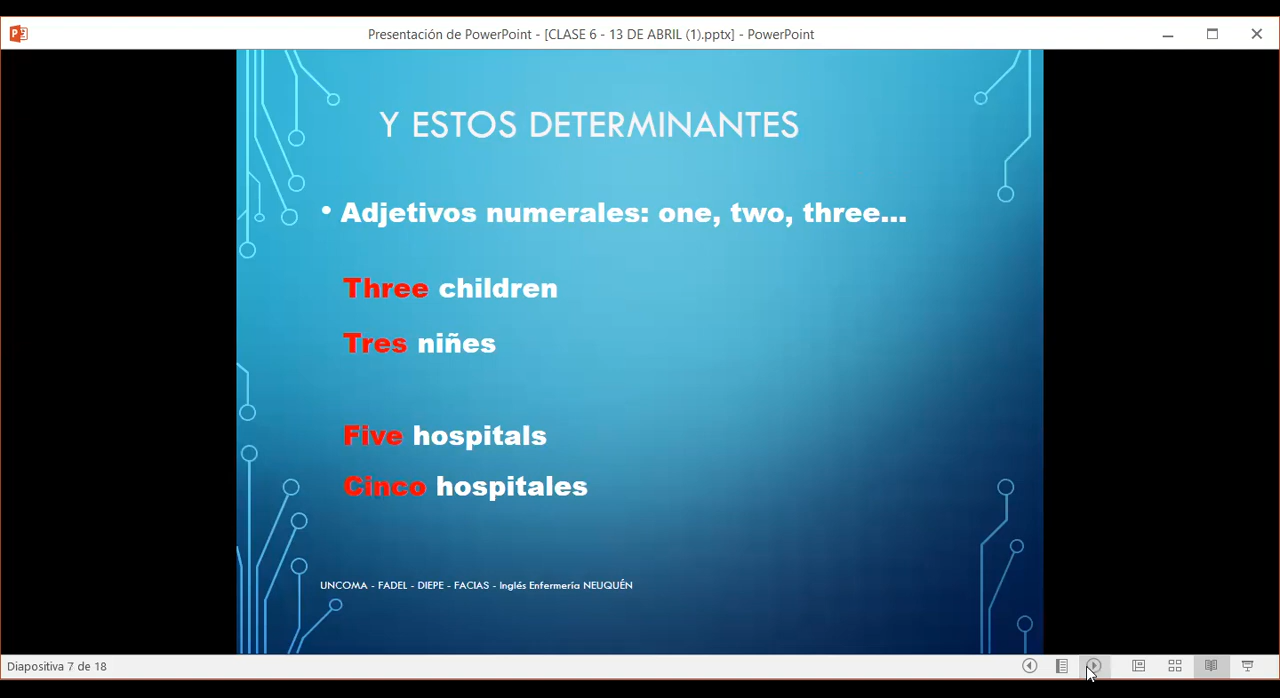 Presentación de PowerPoint - [CLASE 6 - 13 DE ABRIL (1).pptx] - PowerPoint
Y ESTOS DETERMINANTES
• Adjetivos numerales: one, two, three...
Three children
Tres niñes
Five hospitals
Cinco hospitales
UNCOMA - FADEL - DIEPE - FACIAS - Inglés Enfermería NEUQUÉN
Diapositiva 7 de 18